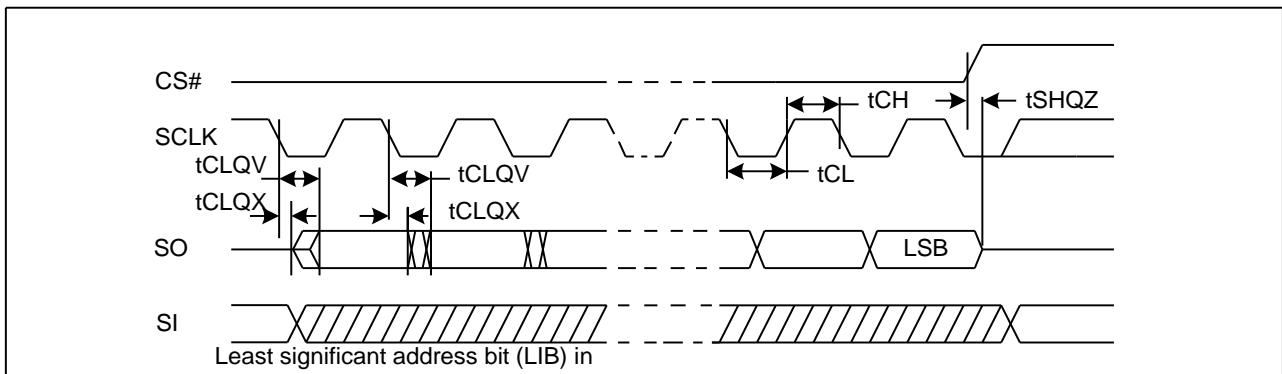 CS#
tCH
tSHQZ
SCLK
tCLQV
tCLQV
tCL
tCLQX
tCLQX
SO
LSB
SI
Least significant address bit (LIB) in